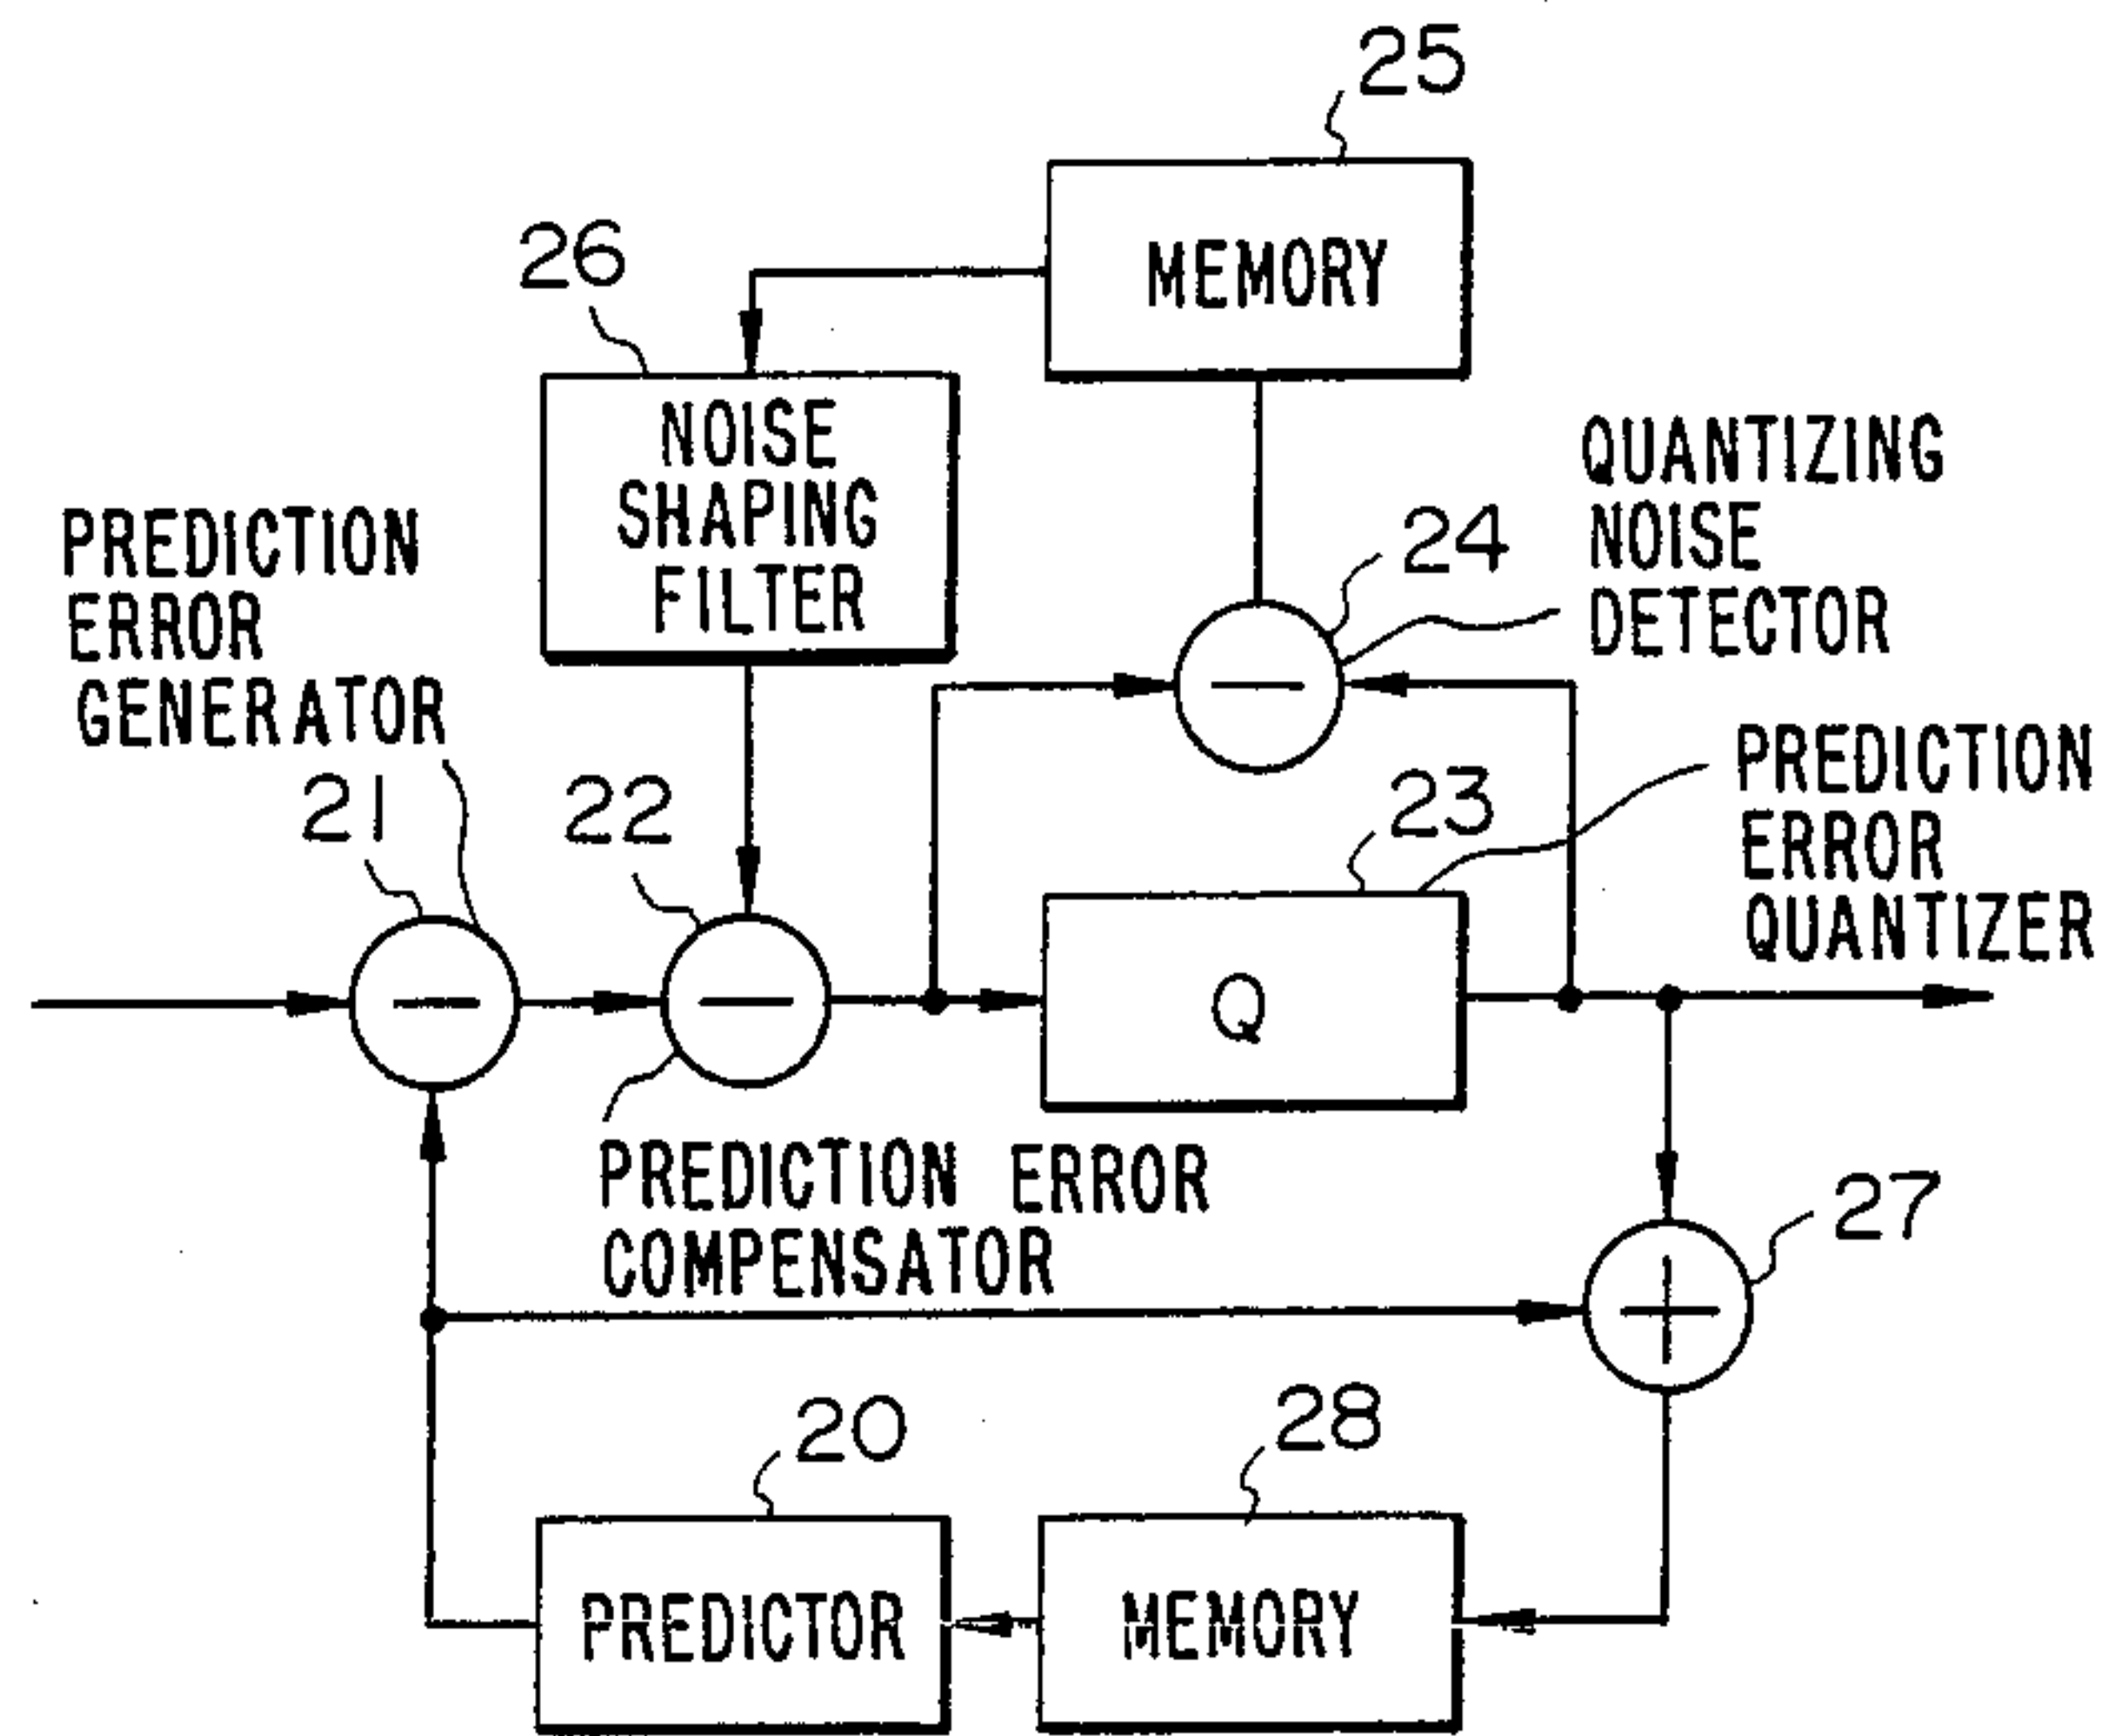 25
MEMORY
26
NOISE
SHAPING
FILTER
QUANTIZING
NOISE
DETECTOR
24
PREDICTION
ERROR
GENERATOR
21
22
23
PREDICTION
ERROR
QUANTIZER
Q
PREDICTION ERROR
COMPENSATOR
27
20
28
PREDICTOR
MEMORY